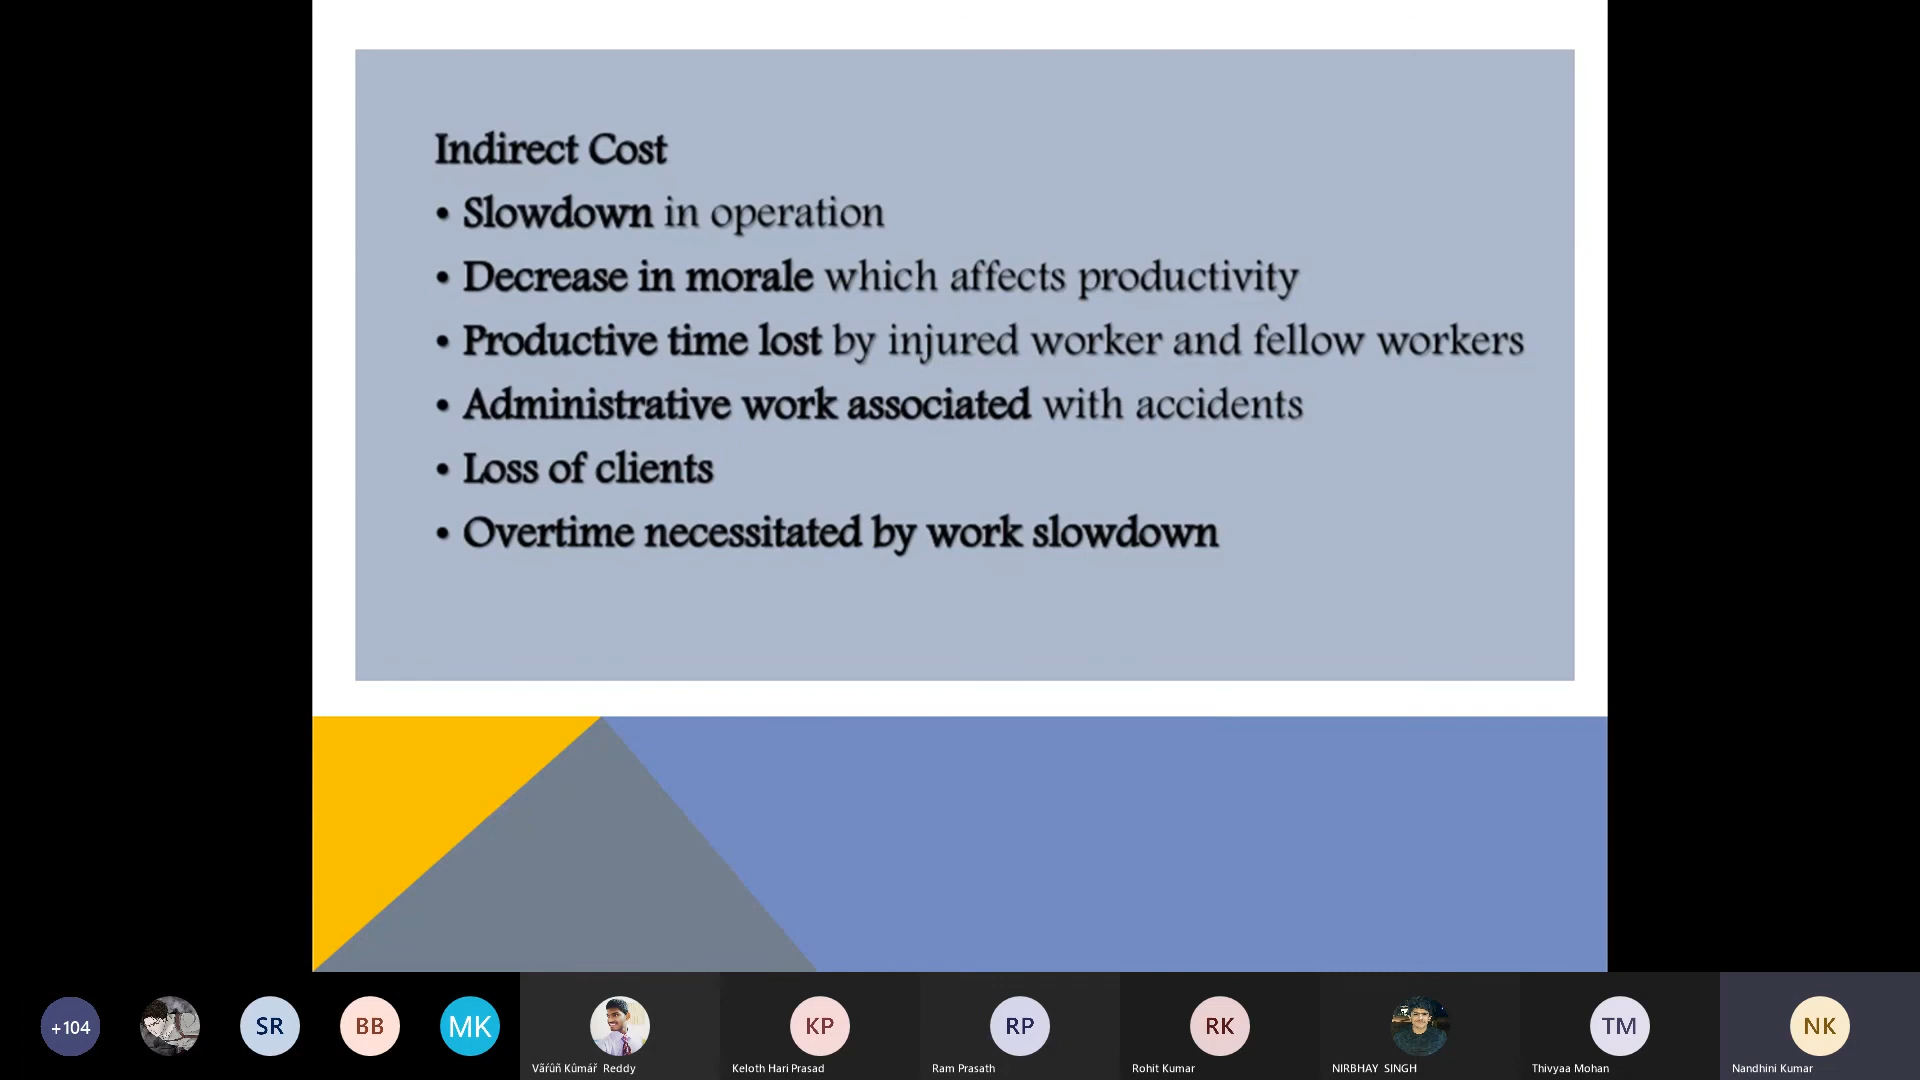 Indirect Cost
• Slowdown in operation
• Decrease in morale which affects productivity
• Productive time lost by injured worker and fellow workers
• Administrative work associated with accidents
• Loss of clients
• Overtime necessitated by work slowdown
+104
SR
BB
MK
KP
RP
RK
TM
NK
Vãřûñ Kûmář Reddy
Keloth Hari Prasad
Ram Prasath
Rohit Kumar
NIRBHAY SINGH
Thivyaa Mohan
Nandhini Kumar